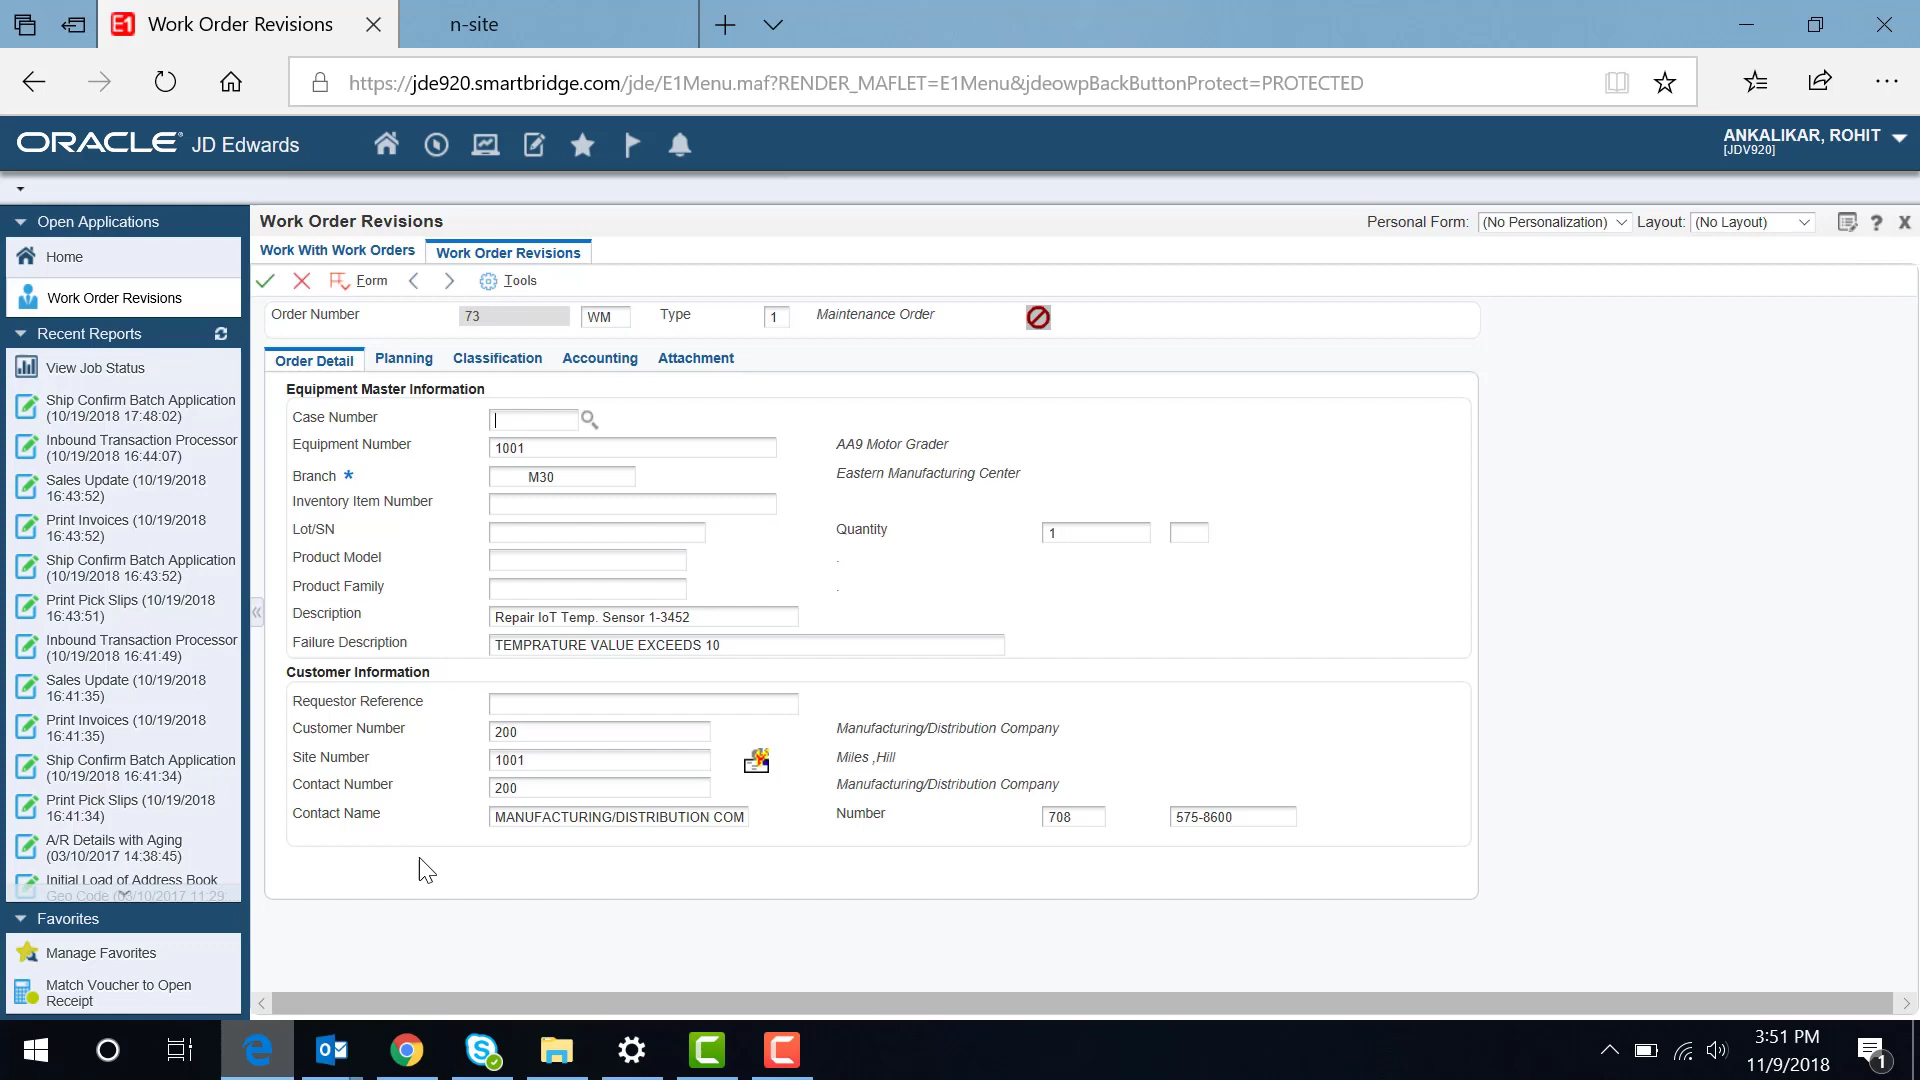 E1 Work Order Revisions
n-site
https://jde920.smartbridge.com/jde/E1Menu.maf?RENDER_MAFLET=E1Menu&jdeowpBackButtonProtect=PROTECTED
ORACLE JD Edwards
ANKALIKAR, ROHIT
[JDV920]
Open Applications
Home
Work Order Revisions
Recent Reports
View Job Status
Ship Confirm Batch Application
(10/19/2018 17:48:02)
Inbound Transaction Processor
(10/19/2018 16:44:07)
Sales Update (10/19/2018
16:43:52)
Print Invoices (10/19/2018
16:43:52)
Ship Confirm Batch Application
(10/19/2018 16:43:52)
Print Pick Slips (10/19/2018
16:43:51)
Inbound Transaction Processor
(10/19/2018 16:41:49)
Sales Update (10/19/2018
16:41:35)
Print Invoices (10/19/2018
16:41:35)
Ship Confirm Batch Application
(10/19/2018 16:41:34)
Print Pick Slips (10/19/2018
16:41:34)
A/R Details with Aging
(03/10/2017 14:38:45)
Initial Load of Address Book
Geo Code (03/10/2017 11:29
Favorites
Manage Favorites
Match Voucher to Open
Receipt
Work Order Revisions
Personal Form: (No Personalization) Layout: (No Layout) ? X
Work With Work Orders Work Order Revisions
Form Tools
Order Number 73 WM Type 1 Maintenance Order
Order Detail Planning Classification Accounting Attachment
Equipment Master Information
Case Number
Equipment Number 1001 AA9 Motor Grader
Branch * M30 Eastern Manufacturing Center
Inventory Item Number
Lot/SN Quantity 1
Product Model .
Product Family .
Description Repair IoT Temp. Sensor 1-3452
Failure Description TEMPRATURE VALUE EXCEEDS 10
Customer Information
Requestor Reference
Customer Number 200 Manufacturing/Distribution Company
Site Number 1001 Miles ,Hill
Contact Number 200 Manufacturing/Distribution Company
Contact Name MANUFACTURING/DISTRIBUTION COM Number 708 575-8600
3:51 PM
11/9/2018
1